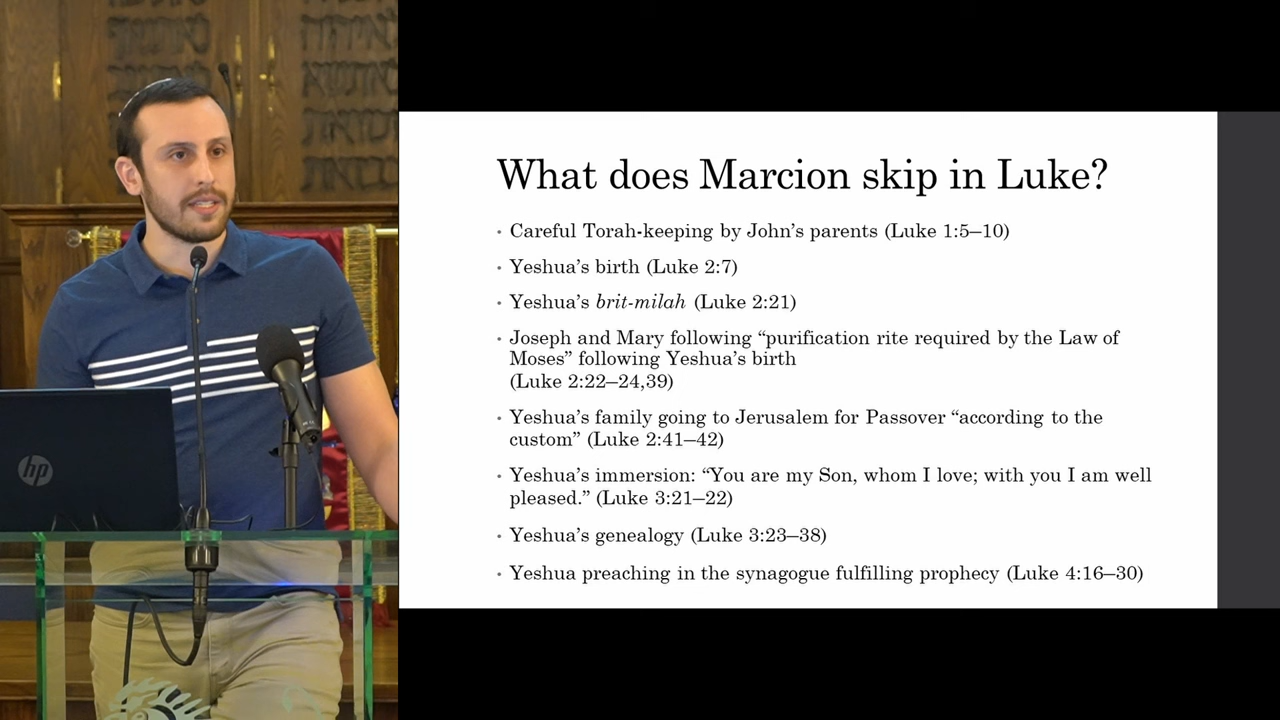 What does Marcion skip in Luke?
• Careful Torah-keeping by John’s parents (Luke 1:5–10)
• Yeshua’s birth (Luke 2:7)
• Yeshua’s brit-milah (Luke 2:21)
• Joseph and Mary following “purification rite required by the Law of
Moses” following Yeshua’s birth
(Luke 2:22–24,39)
• Yeshua’s family going to Jerusalem for Passover “according to the
custom” (Luke 2:41–42)
• Yeshua’s immersion: “You are my Son, whom I love; with you I am well
pleased.” (Luke 3:21–22)
• Yeshua’s genealogy (Luke 3:23–38)
• Yeshua preaching in the synagogue fulfilling prophecy (Luke 4:16–30)
hp